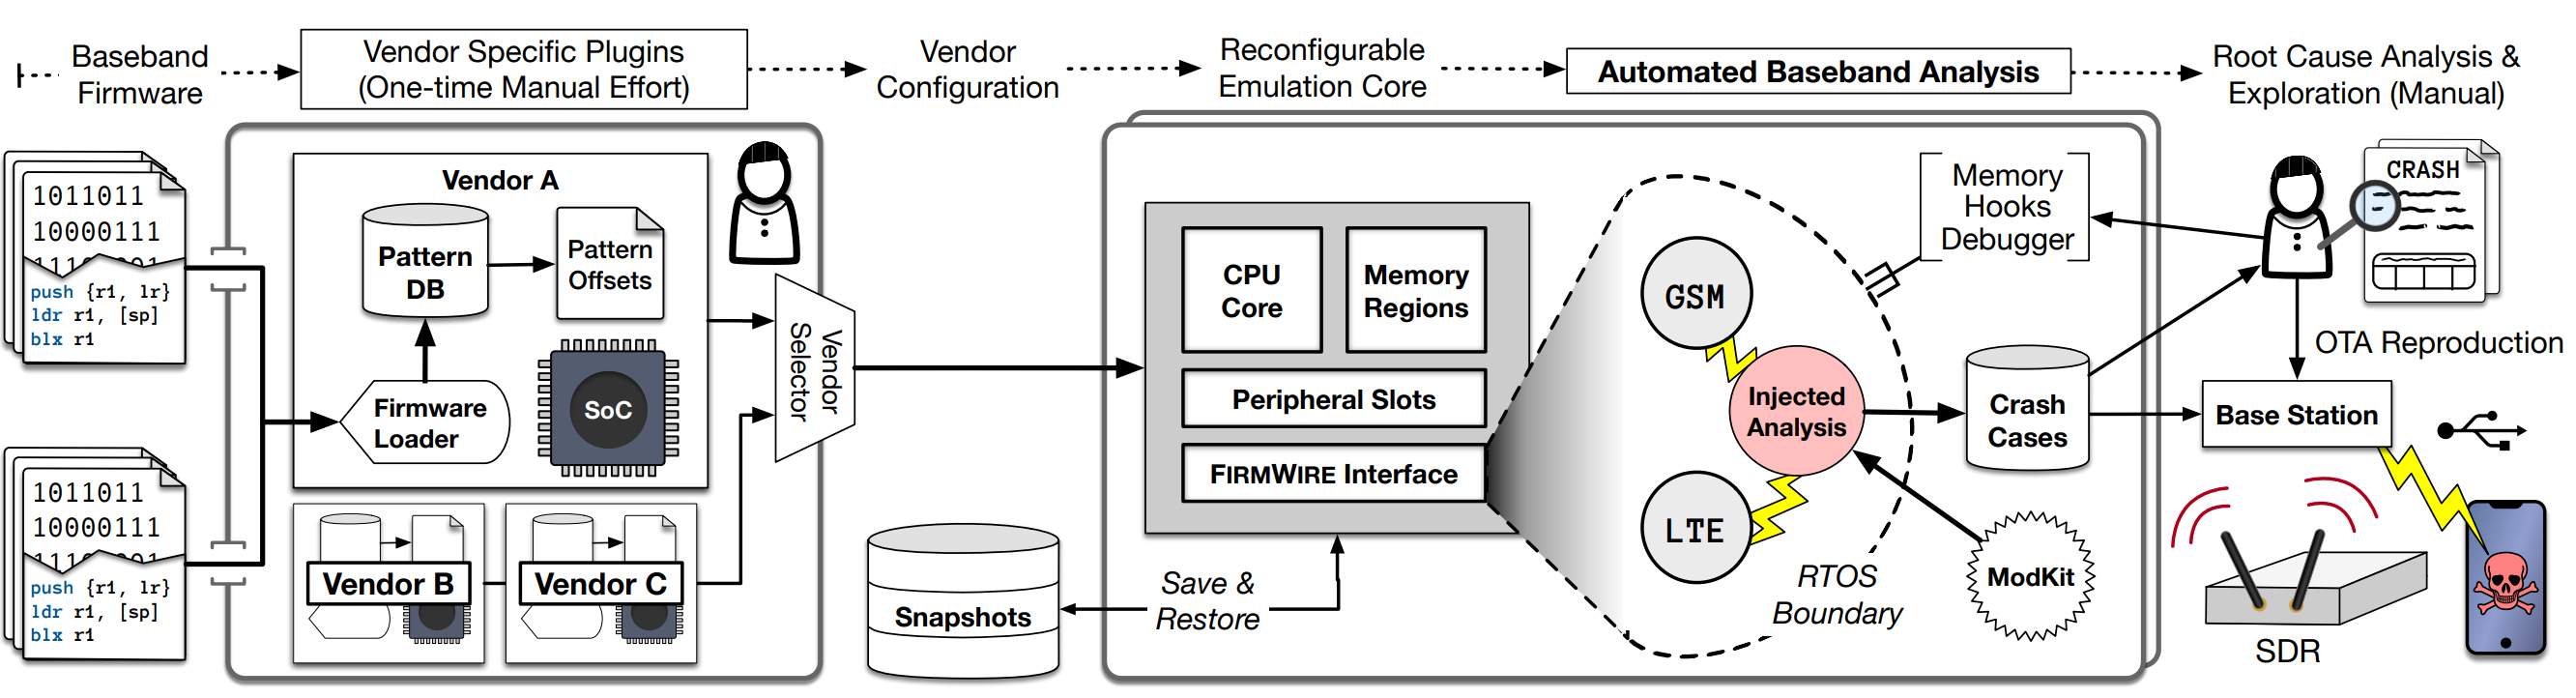 Baseband
Firmware
Vendor Specific Plugins
(One-time Manual Effort)
Vendor
Configuration
Reconfigurable
Emulation Core
Automated Baseband Analysis
Root Cause Analysis &
Exploration (Manual)
1011011
10000111
push {r1, lr}
ldr r1, [sp]
blx r1
1011011
10000111
push {r1, lr}
ldr r1, [sp]
blx r1
Vendor A
Pattern
DB
Pattern
Offsets
Firmware
Loader
SoC
Vendor B
Vendor C
Vendor
Selector
Snapshots
Save &
Restore
CPU
Core
Memory
Regions
Peripheral Slots
FIRMWIRE Interface
GSM
LTE
Injected
Analysis
RTOS
Boundary
ModKit
Memory
Hooks
Debugger
Crash
Cases
CRASH
OTA Reproduction
Base Station
SDR